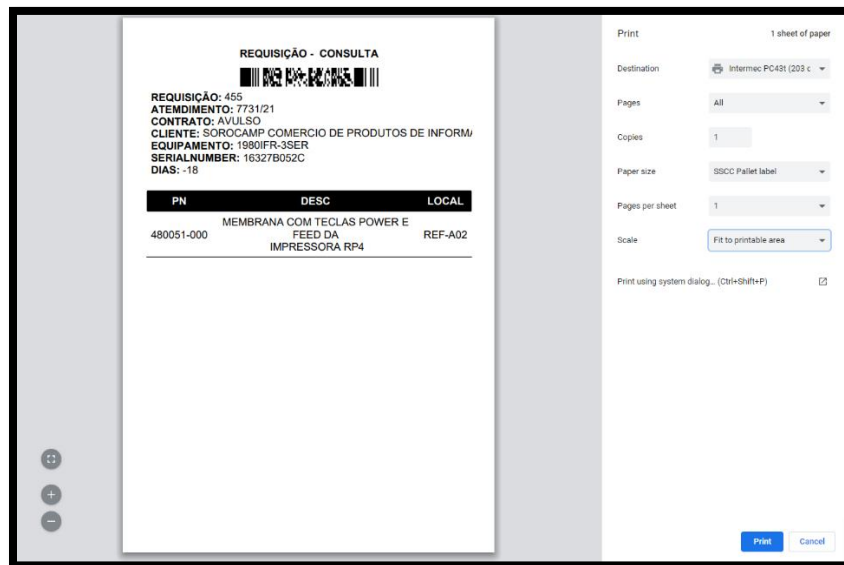 REQUISIÇÃO - CONSULTA
REQUISIÇÃO: 455
ATEMDIMENTO: 7731/21
CONTRATO: AVULSO
CLIENTE: SOROCAMP COMERCIO DE PRODUTOS DE INFORMA
EQUIPAMENTO: 1980IFR-3SER
SERIALNUMBER: 16327B052C
DIAS: -18
PN DESC LOCAL
480051-000 MEMBRANA COM TECLAS POWER E FEED DA IMPRESSORA RP4 REF-A02
Print 1 sheet of paper
Destination Intermec PC43t (203 c
Pages All
Copies 1
Paper size SSCC Pallet label
Pages per sheet 1
Scale Fit to printable area
Print using system dialog... (Ctrl+Shift+P)
Print Cancel